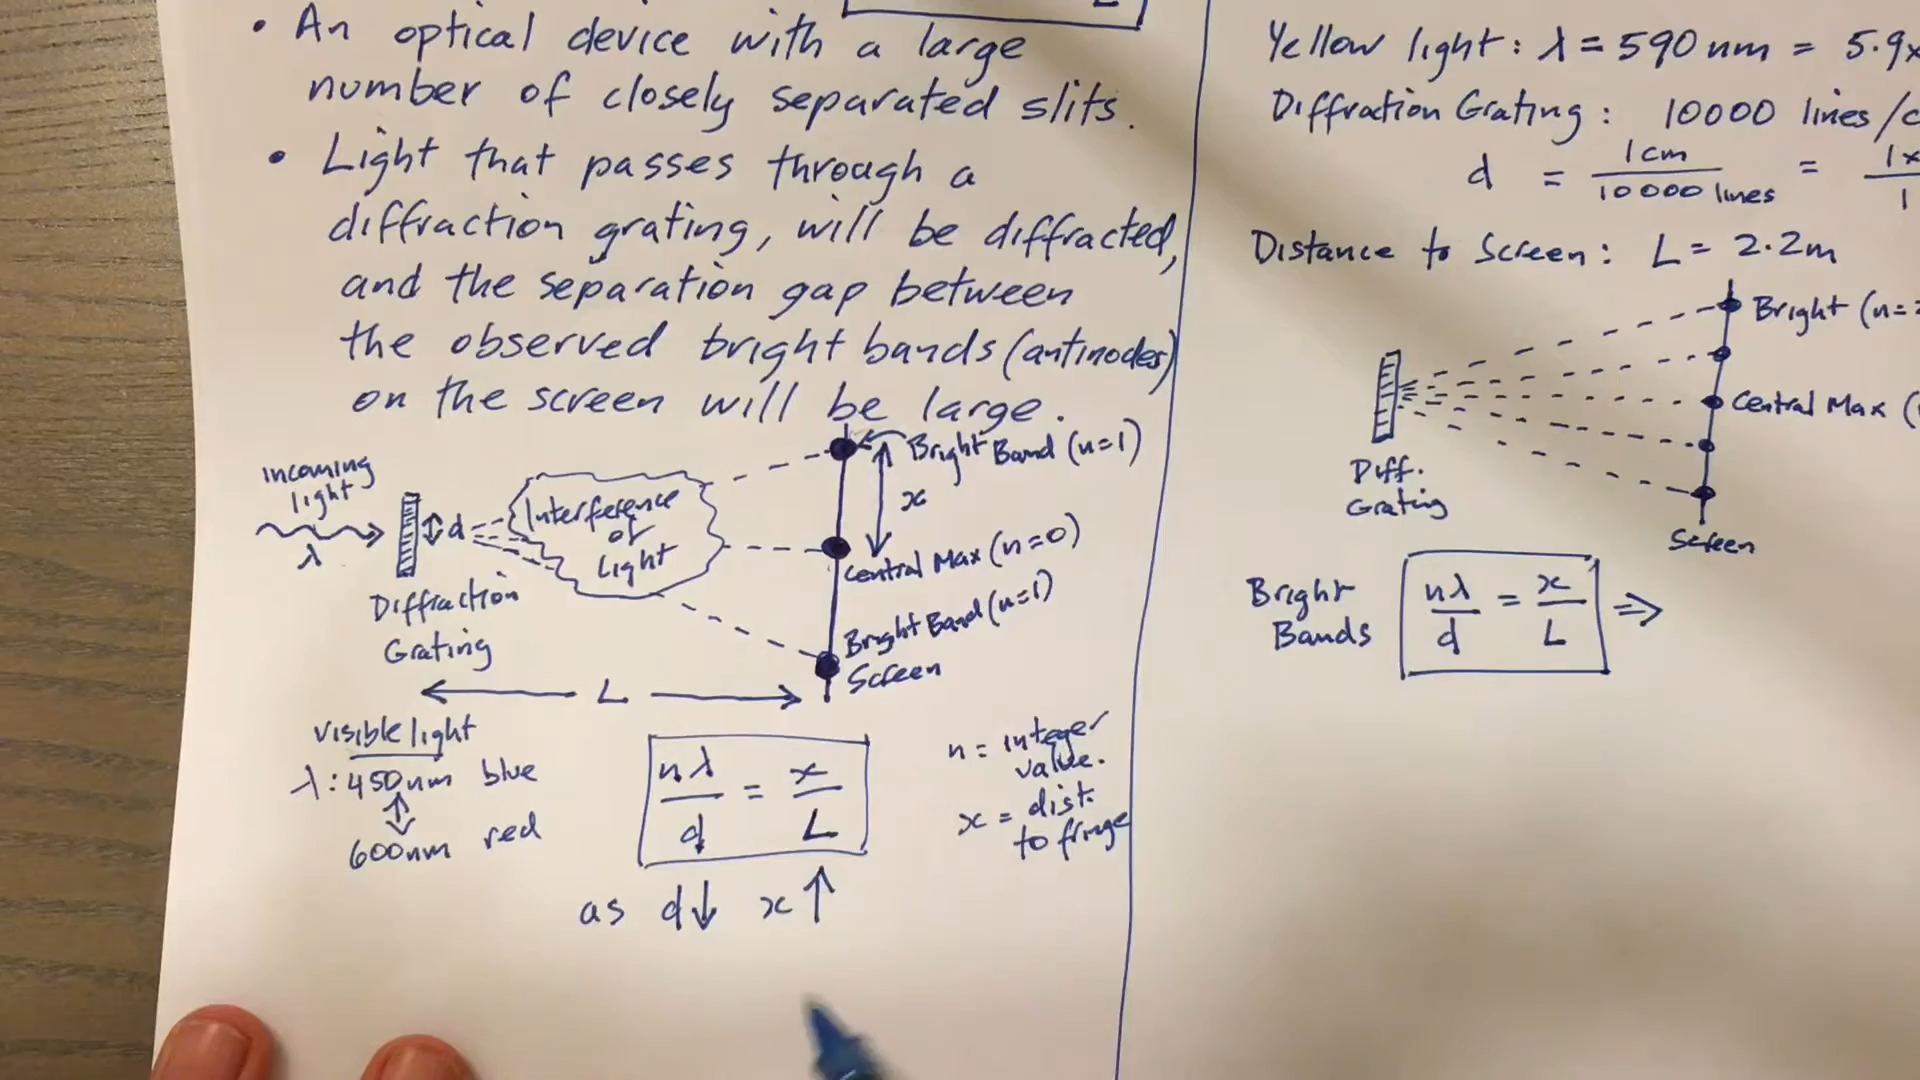 • An optical device with a large
number of closely separated slits.
• Light that passes through a
diffraction grating, will be diffracted,
and the separation gap between
the observed bright bands (antinodes)
on the screen will be large.
incoming
light
λ
d
Diffraction
Grating
Interference
of
light
Bright Band (n=1)
x
Central Max (n=0)
Bright Band (n=1)
Screen
L
Visible light
λ: 450nm blue
600nm red
nλ/d = x/L
n = integer
value.
x = dist.
to fringe
as d↓ x↑
Yellow light: λ = 590 nm = 5.9x
Diffraction Grating: 10000 lines/c
d = 1cm/10000 lines = 1x/1
Distance to Screen: L = 2.2m
Bright (n=
Central Max (
Diff.
Grating
Screen
Bright
Bands
nλ/d = x/L ⇒